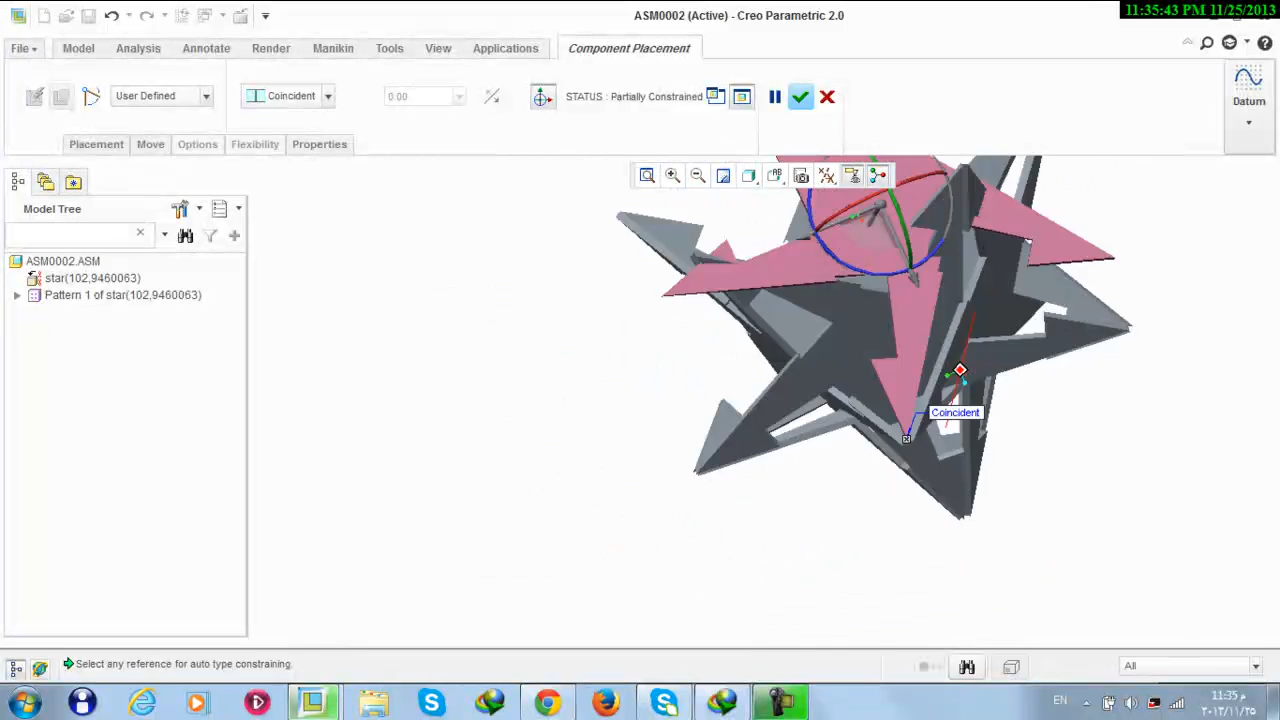 11:35:43 PM 11/25/2013
ASM0002 (Active) - Creo Parametric 2.0
File Model Analysis Annotate Render Manikin Tools View Applications Component Placement
User Defined Coincident 0.00 STATUS : Partially Constrained
Datum
Placement Move Options Flexibility Properties
Model Tree
ASM0002.ASM
star(102,9460063)
Pattern 1 of star(102,9460063)
Coincident
Select any reference for auto type constraining.
All
EN
11:35 م
٢٠١٣/١١/٢٥